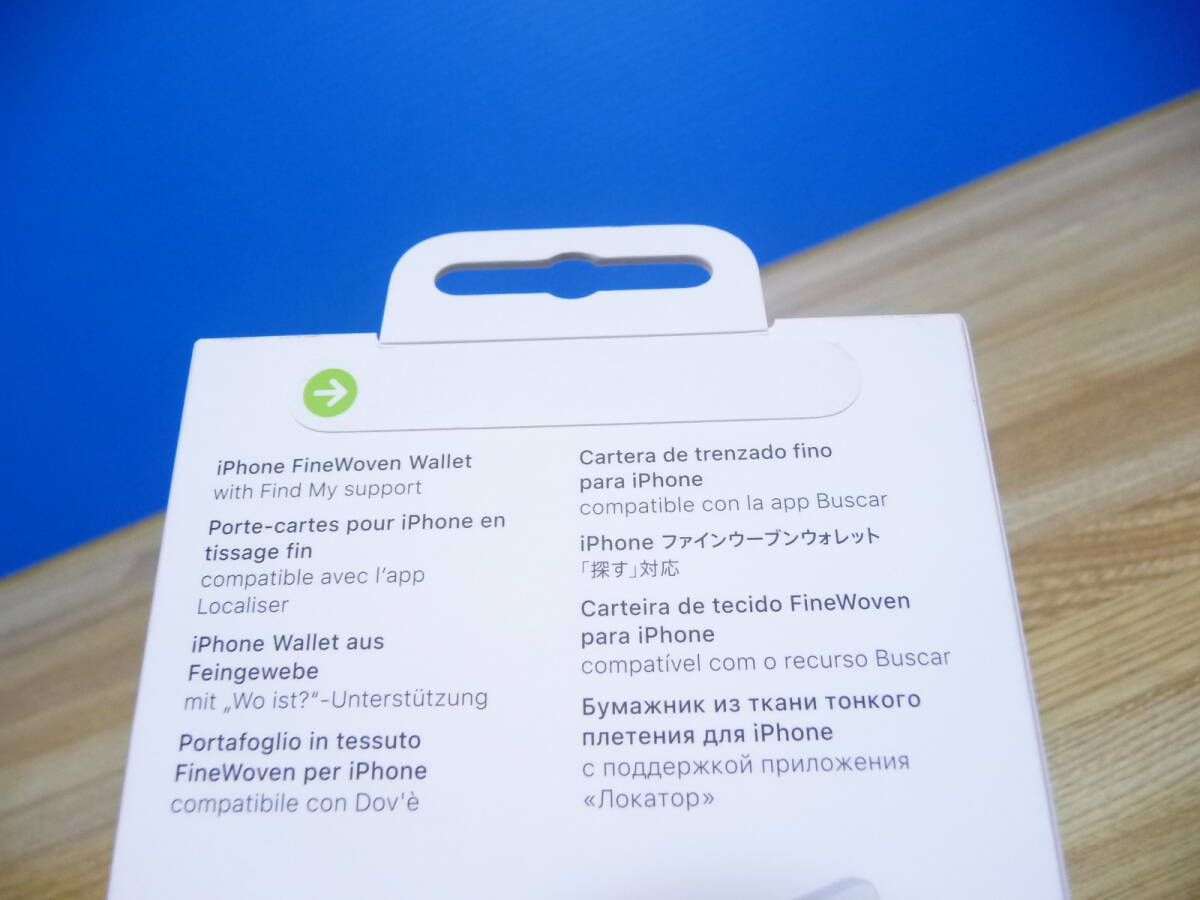 iPhone FineWoven Wallet
with Find My support
Porte-cartes pour iPhone en
tissage fin
compatible avec l’app
Localiser
iPhone Wallet aus
Feingewebe
mit „Wo ist?“-Unterstützung
Portafoglio in tessuto
FineWoven per iPhone
compatibile con Dov'è
Cartera de trenzado fino
para iPhone
compatible con la app Buscar
iPhone ファインウーブンウォレット
「探す」対応
Carteira de tecido FineWoven
para iPhone
compatível com o recurso Buscar
Бумажник из ткани тонкого
плетения для iPhone
с поддержкой приложения
«Локатор»